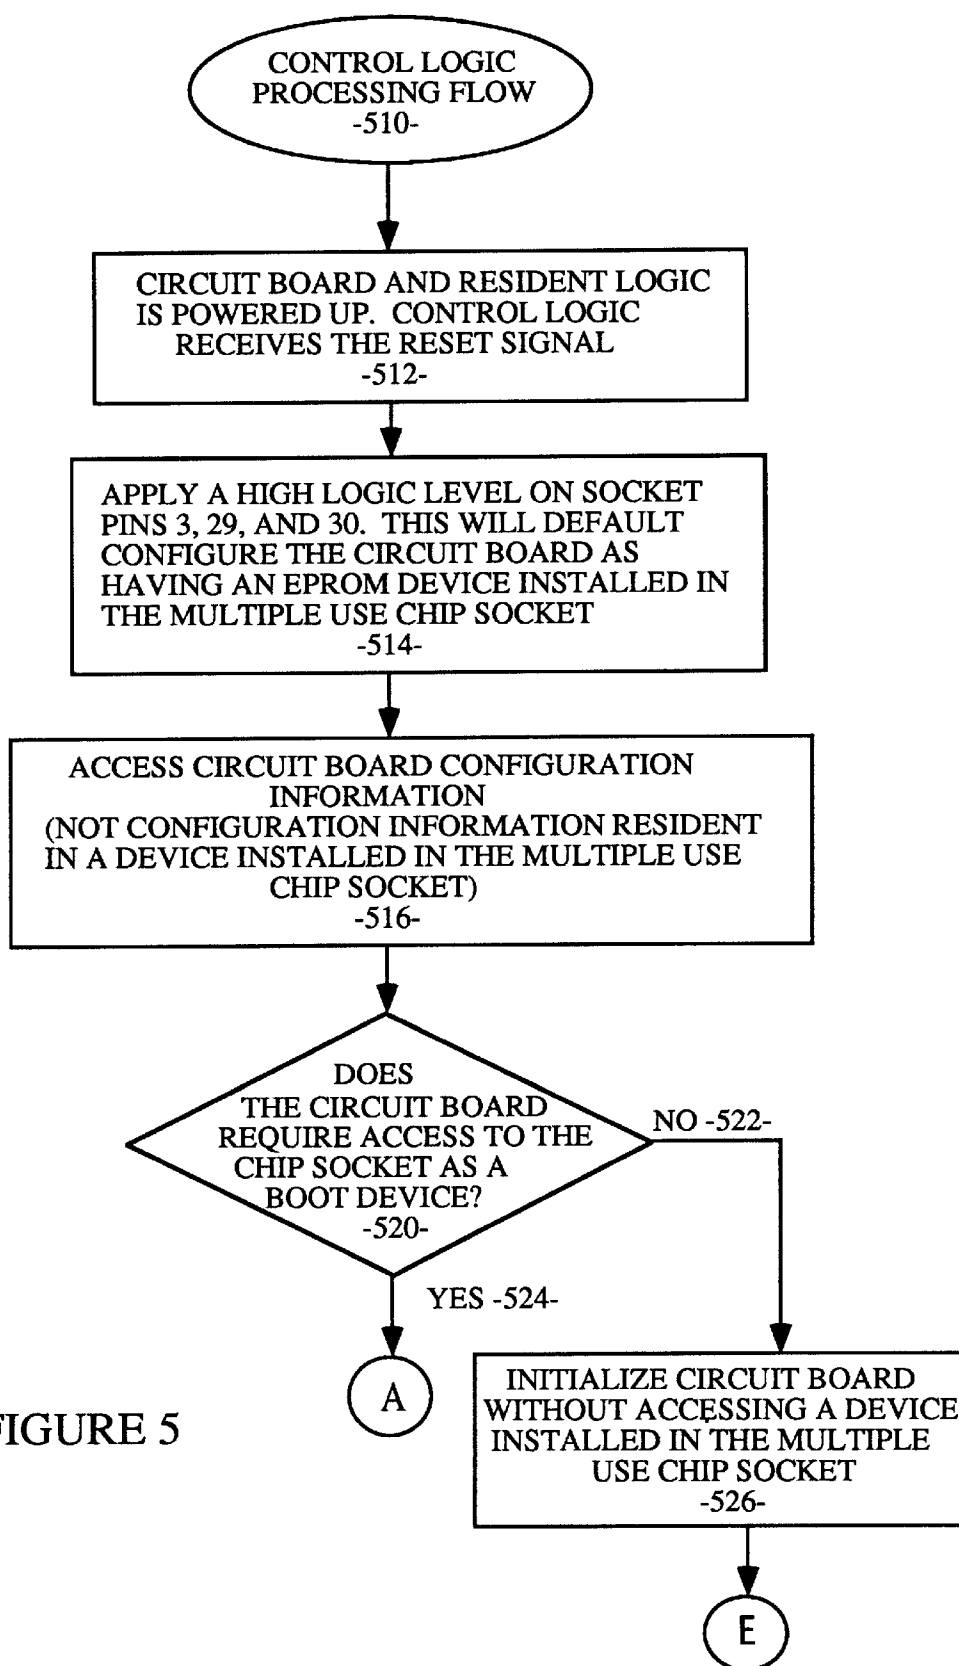 CONTROL LOGIC
PROCESSING FLOW
-510-
CIRCUIT BOARD AND RESIDENT LOGIC
IS POWERED UP. CONTROL LOGIC
RECEIVES THE RESET SIGNAL
-512-
APPLY A HIGH LOGIC LEVEL ON SOCKET
PINS 3, 29, AND 30. THIS WILL DEFAULT
CONFIGURE THE CIRCUIT BOARD AS
HAVING AN EPROM DEVICE INSTALLED IN
THE MULTIPLE USE CHIP SOCKET
-514-
ACCESS CIRCUIT BOARD CONFIGURATION
INFORMATION
(NOT CONFIGURATION INFORMATION RESIDENT
IN A DEVICE INSTALLED IN THE MULTIPLE USE
CHIP SOCKET)
-516-
DOES
THE CIRCUIT BOARD
REQUIRE ACCESS TO THE
CHIP SOCKET AS A
BOOT DEVICE?
-520-
NO -522-
YES -524-
A
INITIALIZE CIRCUIT BOARD
WITHOUT ACCESSING A DEVICE
INSTALLED IN THE MULTIPLE
USE CHIP SOCKET
-526-
FIGURE 5
E